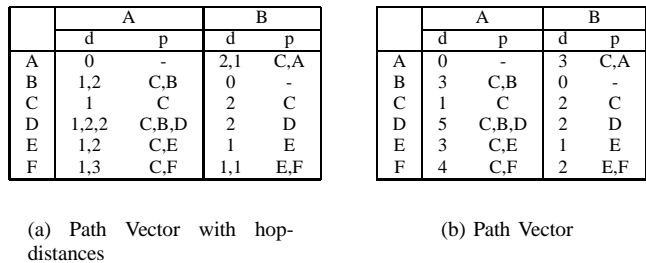 A B
d p d p
A 0 - 2,1 C,A
B 1,2 C,B 0 -
C 1 C 2 C
D 1,2,2 C,B,D 2 D
E 1,2 C,E 1 E
F 1,3 C,F 1,1 E,F
(a) Path Vector with hop-
distances
A B
d p d p
A 0 - 3 C,A
B 3 C,B 0 -
C 1 C 2 C
D 5 C,B,D 2 D
E 3 C,E 1 E
F 4 C,F 2 E,F
(b) Path Vector